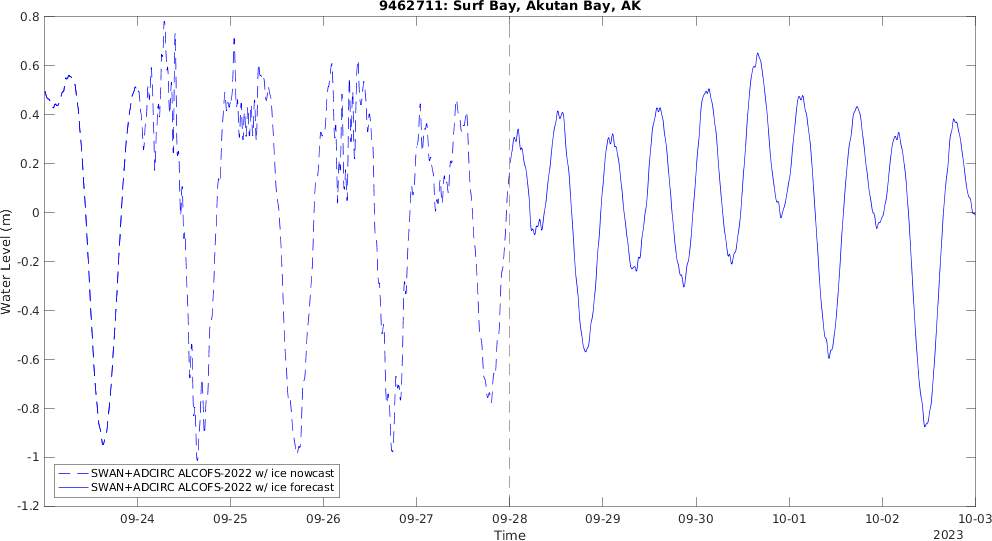 9462711: Surf Bay, Akutan Bay, AK
0.8
0.6
0.4
0.2
0
-0.2
-0.4
-0.6
-0.8
-1
-1.2
Water Level (m)
SWAN+ADCIRC ALCOFS-2022 w/ ice nowcast
SWAN+ADCIRC ALCOFS-2022 w/ ice forecast
09-24 09-25 09-26 09-27 09-28 09-29 09-30 10-01 10-02 10-03
Time
2023